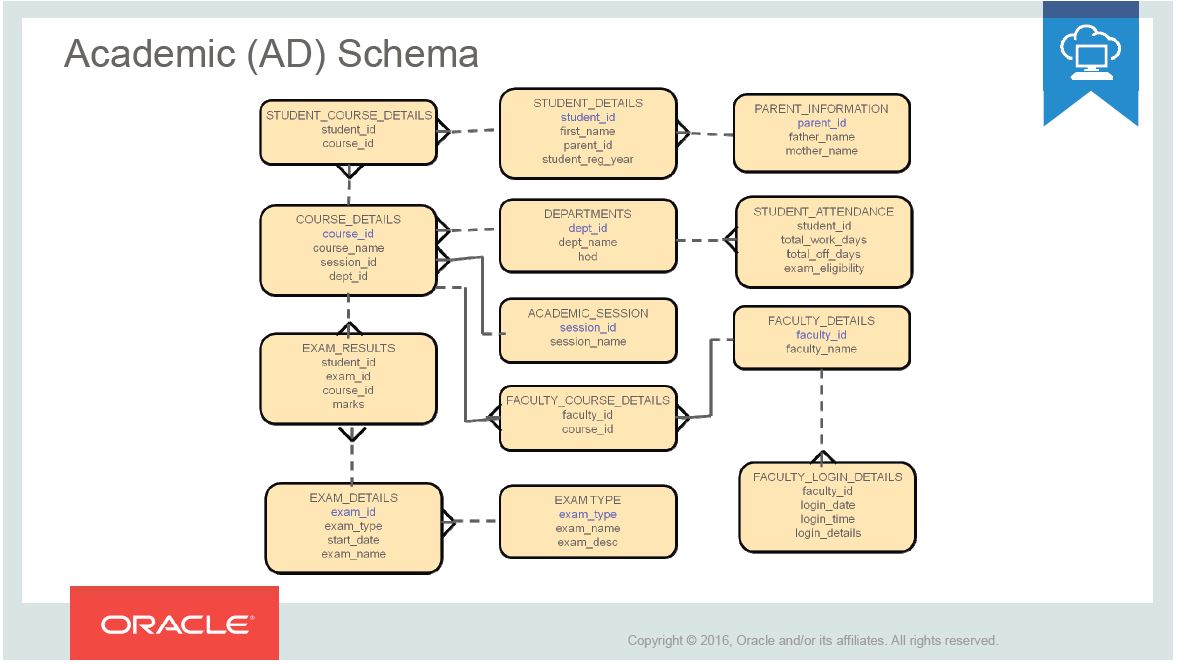 Academic (AD) Schema
STUDENT_COURSE_DETAILS
student_id
course_id
STUDENT_DETAILS
student_id
first_name
parent_id
student_reg_year
PARENT_INFORMATION
parent_id
father_name
mother_name
COURSE_DETAILS
course_id
course_name
session_id
dept_id
DEPARTMENTS
dept_id
dept_name
hod
STUDENT_ATTENDANCE
student_id
total_work_days
total_off_days
exam_eligibility
ACADEMIC_SESSION
session_id
session_name
FACULTY_DETAILS
faculty_id
faculty_name
EXAM_RESULTS
student_id
exam_id
course_id
marks
FACULTY_COURSE_DETAILS
faculty_id
course_id
EXAM_DETAILS
exam_id
exam_type
start_date
exam_name
EXAM TYPE
exam_type
exam_name
exam_desc
FACULTY_LOGIN_DETAILS
faculty_id
login_date
login_time
login_details
ORACLE®
Copyright © 2016, Oracle and/or its affiliates. All rights reserved.